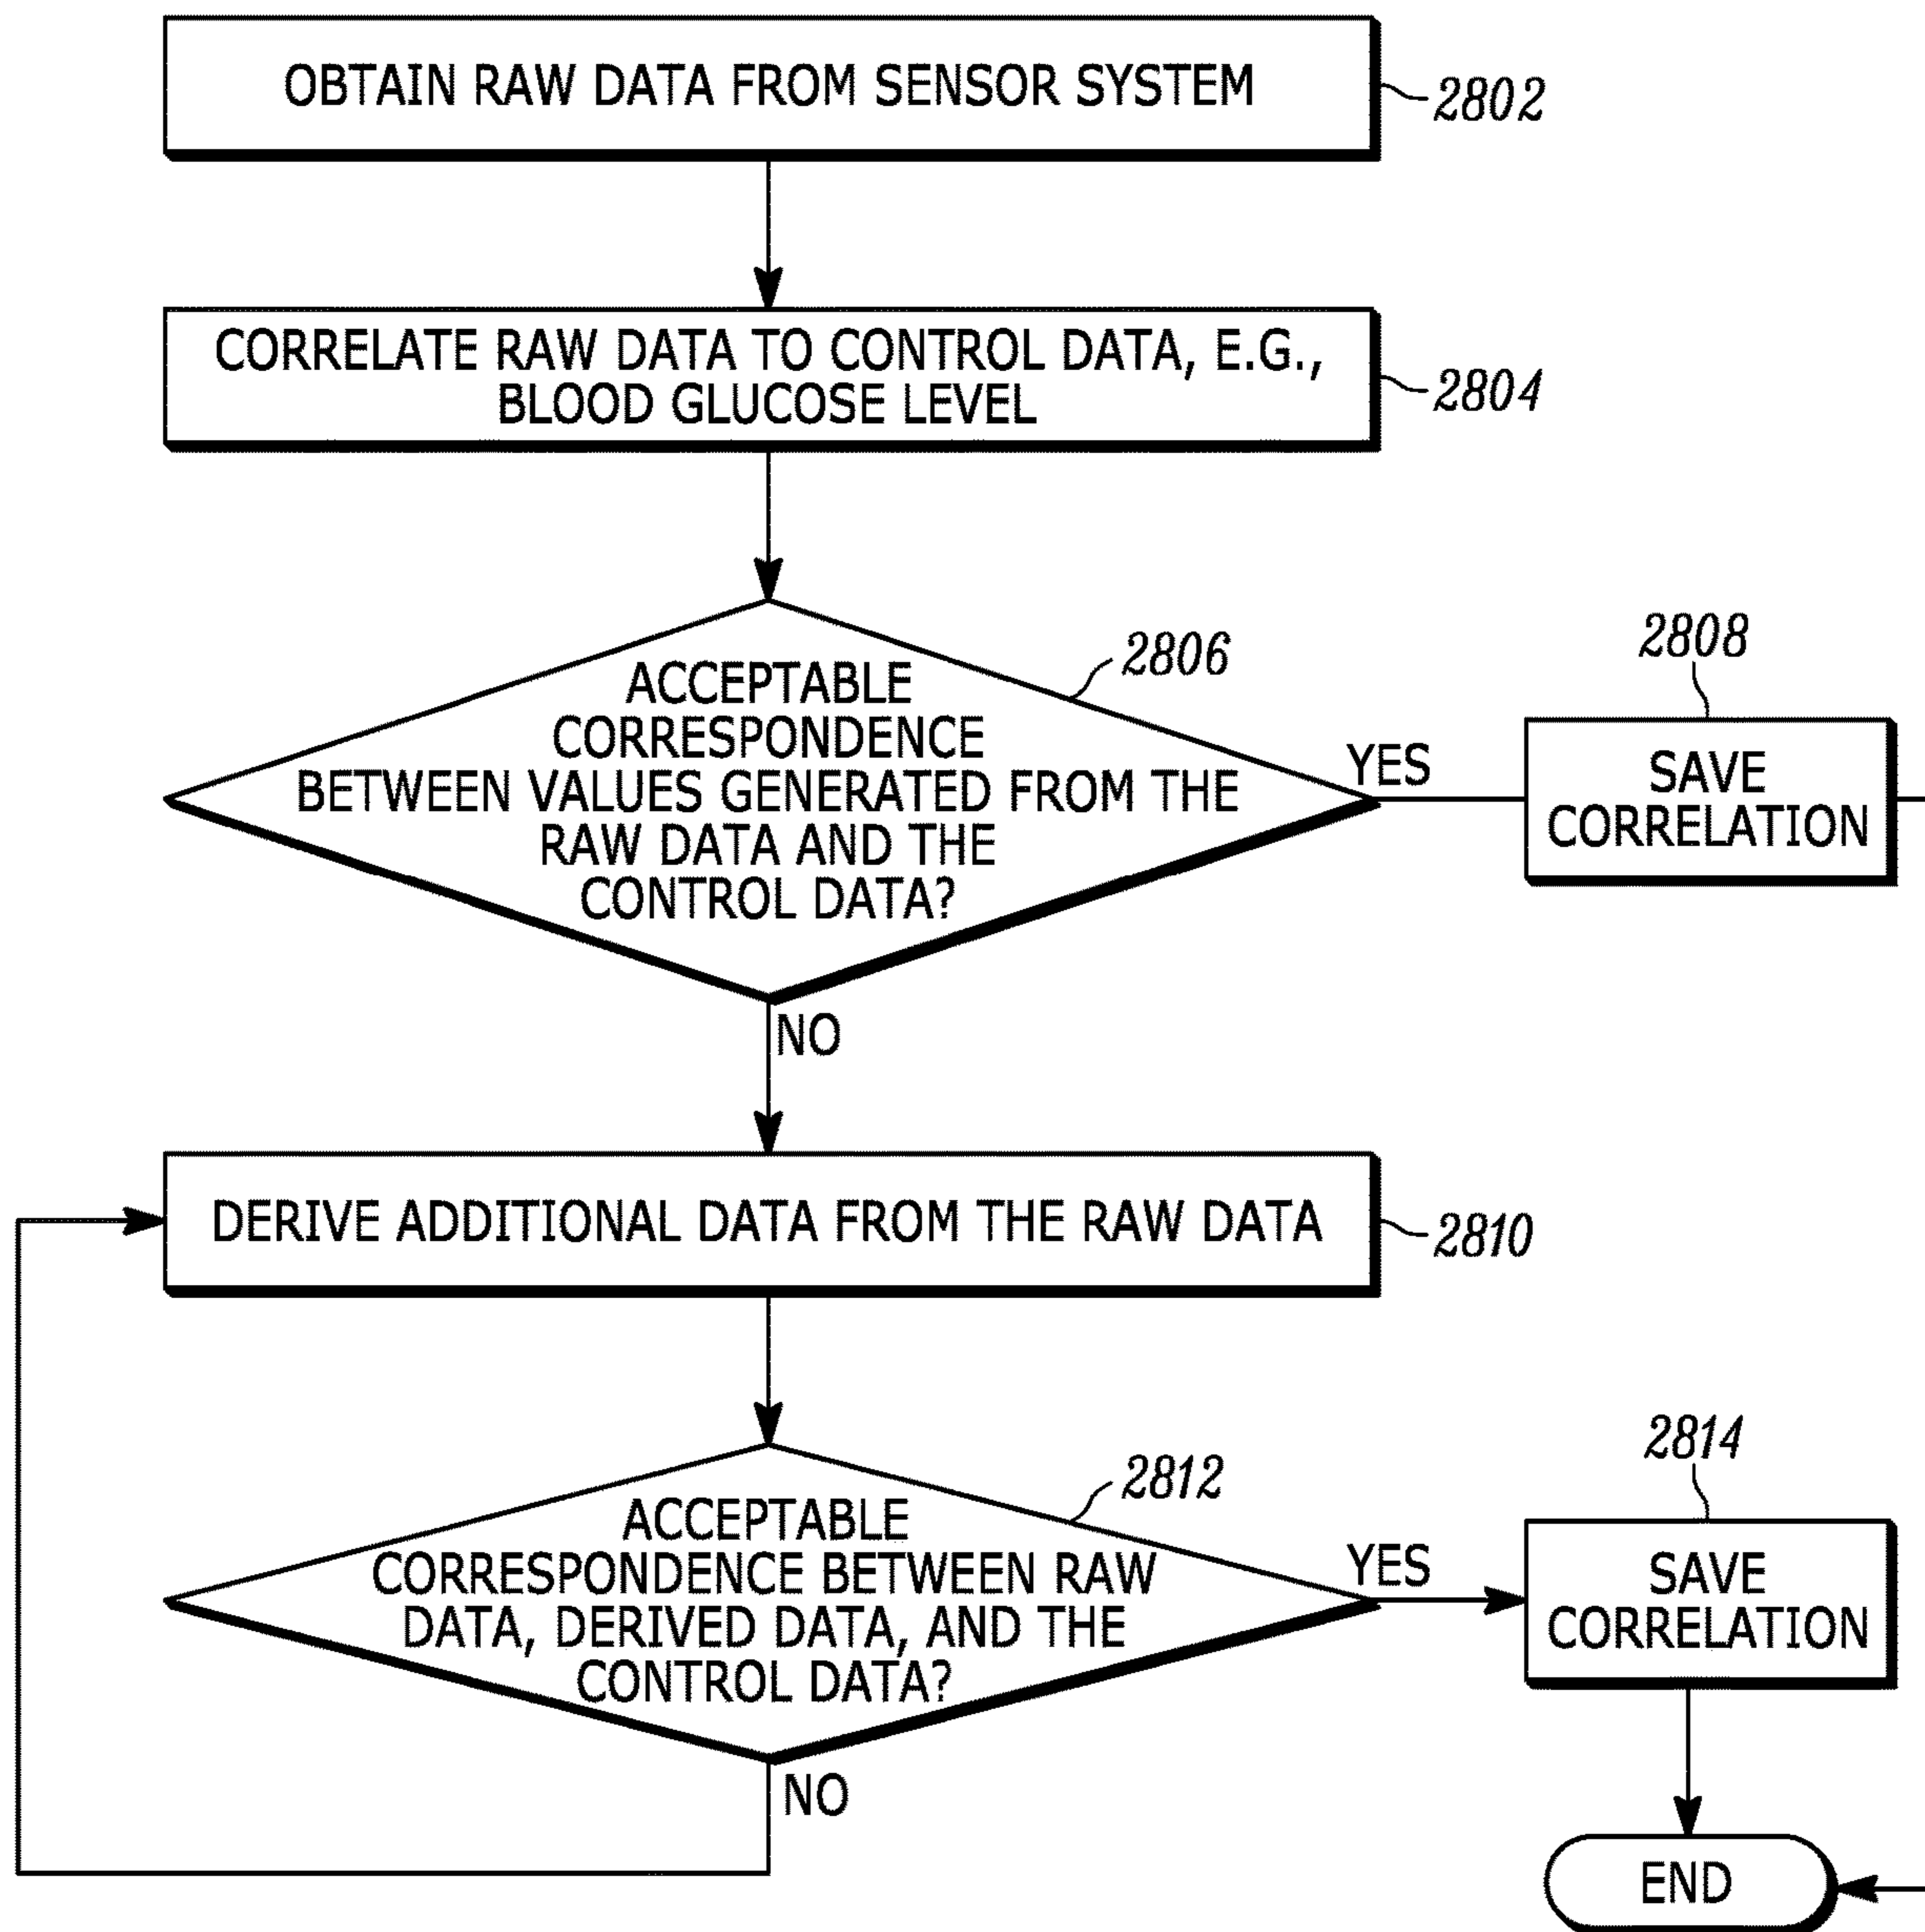 OBTAIN RAW DATA FROM SENSOR SYSTEM
2802
CORRELATE RAW DATA TO CONTROL DATA, E.G.,
BLOOD GLUCOSE LEVEL
2804
2806
ACCEPTABLE
CORRESPONDENCE
BETWEEN VALUES GENERATED FROM THE
RAW DATA AND THE
CONTROL DATA?
YES
2808
SAVE
CORRELATION
NO
DERIVE ADDITIONAL DATA FROM THE RAW DATA
2810
2812
ACCEPTABLE
CORRESPONDENCE BETWEEN RAW
DATA, DERIVED DATA, AND THE
CONTROL DATA?
YES
2814
SAVE
CORRELATION
NO
END